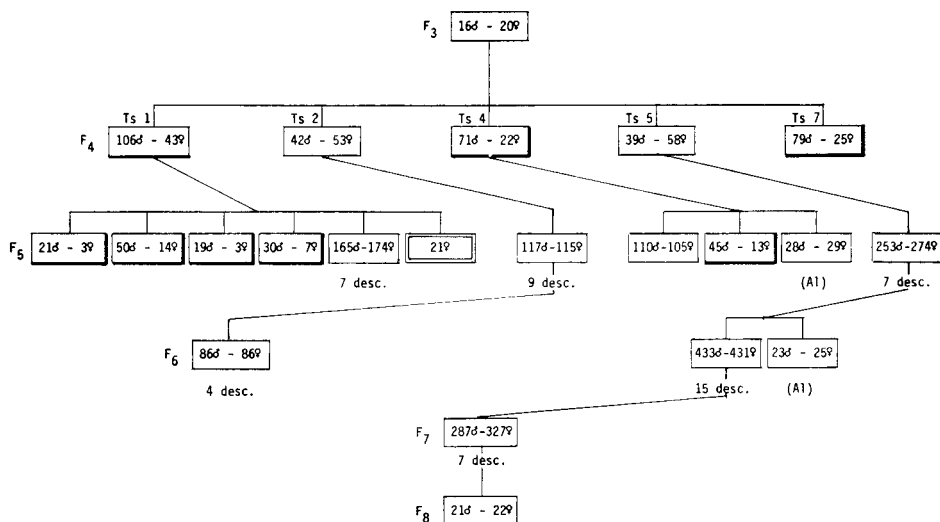 F3 16♂ - 20♀
Ts 1 Ts 2 Ts 4 Ts 5 Ts 7
F4 106♂ - 43♀ 42♂ - 53♀ 71♂ - 22♀ 39♂ - 58♀ 79♂ - 25♀
F5 21♂ - 3♀ 50♂ - 14♀ 19♂ - 3♀ 30♂ - 7♀ 165♂-174♀ 21♀ 117♂-115♀ 110♂-105♀ 45♂ - 13♀ 28♂ - 29♀ 253♂-274♀
7 desc. 9 desc. (Al) 7 desc.
F6 86♂ - 86♀ 433♂-431♀ 23♂ - 25♀
4 desc. 15 desc. (Al)
F7 287♂-327♀
7 desc.
F8 21♂ - 22♀